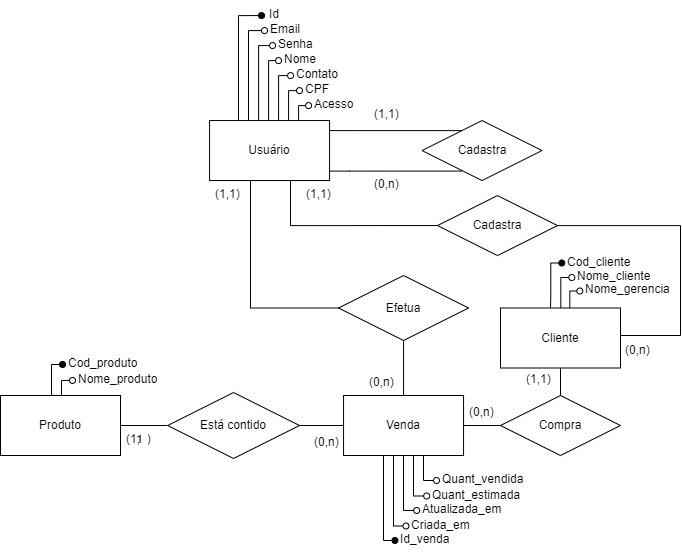 Id
Email
Senha
Nome
Contato
CPF
Acesso
(1,1)
Usuário
Cadastra
(0,n)
(1,1)
(1,1)
Cadastra
Cod_cliente
Nome_cliente
Nome_gerencia
Efetua
Cliente
(0,n)
Cod_produto
Nome_produto
(0,n)
(1,1)
(0,n)
Produto
Está contido
Venda
Compra
(0,n)
Quant_vendida
Quant_estimada
Atualizada_em
Criada_em
Id_venda